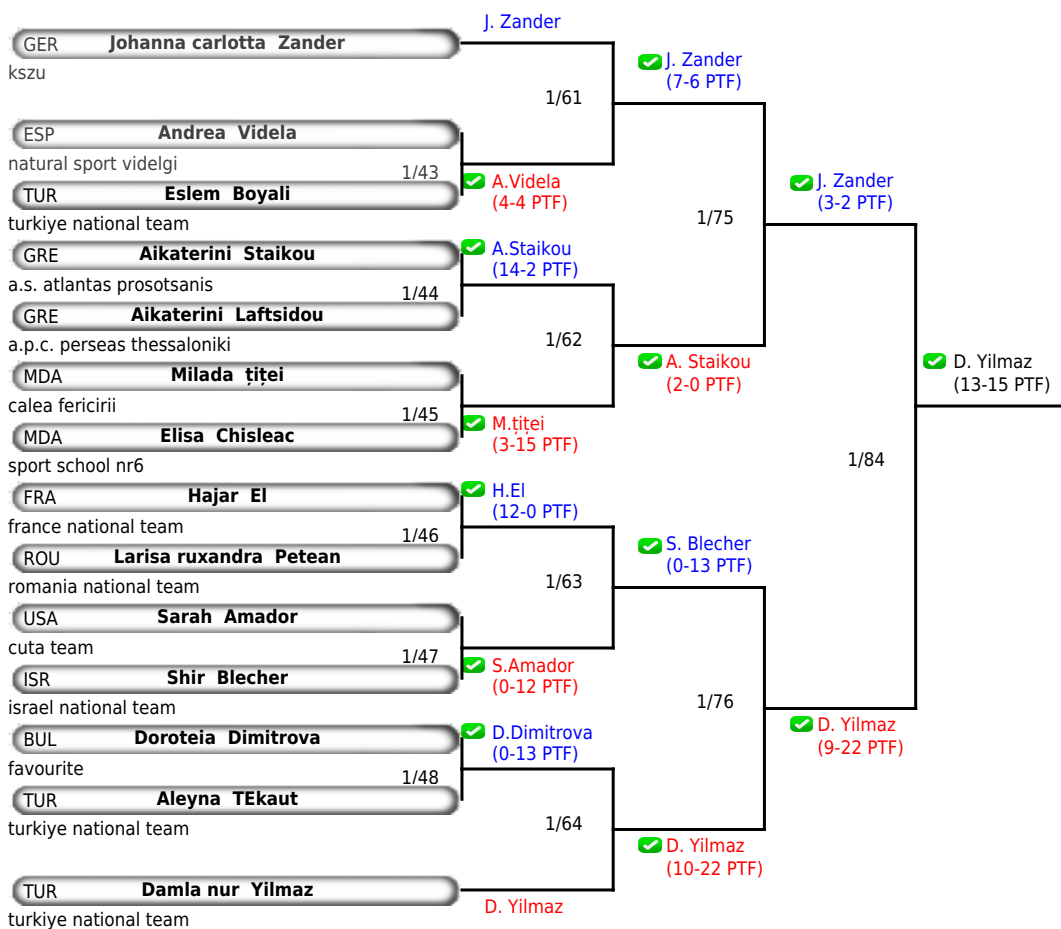 J. Zander
GER Johanna carlotta Zander
kszu
J. Zander
(7-6 PTF)
1/61
ESP Andrea Videla
natural sport videlgi
1/43
A.Videla
(4-4 PTF)
TUR Eslem Boyali
turkiye national team
J. Zander
(3-2 PTF)
1/75
GRE Aikaterini Staikou
A.Staikou
(14-2 PTF)
a.s. atlantas prosotsanis
1/44
GRE Aikaterini Laftsidou
a.p.c. perseas thessaloniki
1/62
A. Staikou
(2-0 PTF)
D. Yilmaz
(13-15 PTF)
MDA Milada țiței
calea fericirii
1/45
M.țiței
(3-15 PTF)
MDA Elisa Chisleac
sport school nr6
1/84
FRA Hajar El
H.El
(12-0 PTF)
france national team
1/46
ROU Larisa ruxandra Petean
romania national team
S. Blecher
(0-13 PTF)
1/63
USA Sarah Amador
cuta team
1/47
S.Amador
(0-12 PTF)
ISR Shir Blecher
israel national team
1/76
D. Yilmaz
(9-22 PTF)
BUL Doroteia Dimitrova
D.Dimitrova
(0-13 PTF)
favourite
1/48
TUR Aleyna TEkaut
turkiye national team
1/64
D. Yilmaz
(10-22 PTF)
TUR Damla nur Yilmaz
D. Yilmaz
turkiye national team